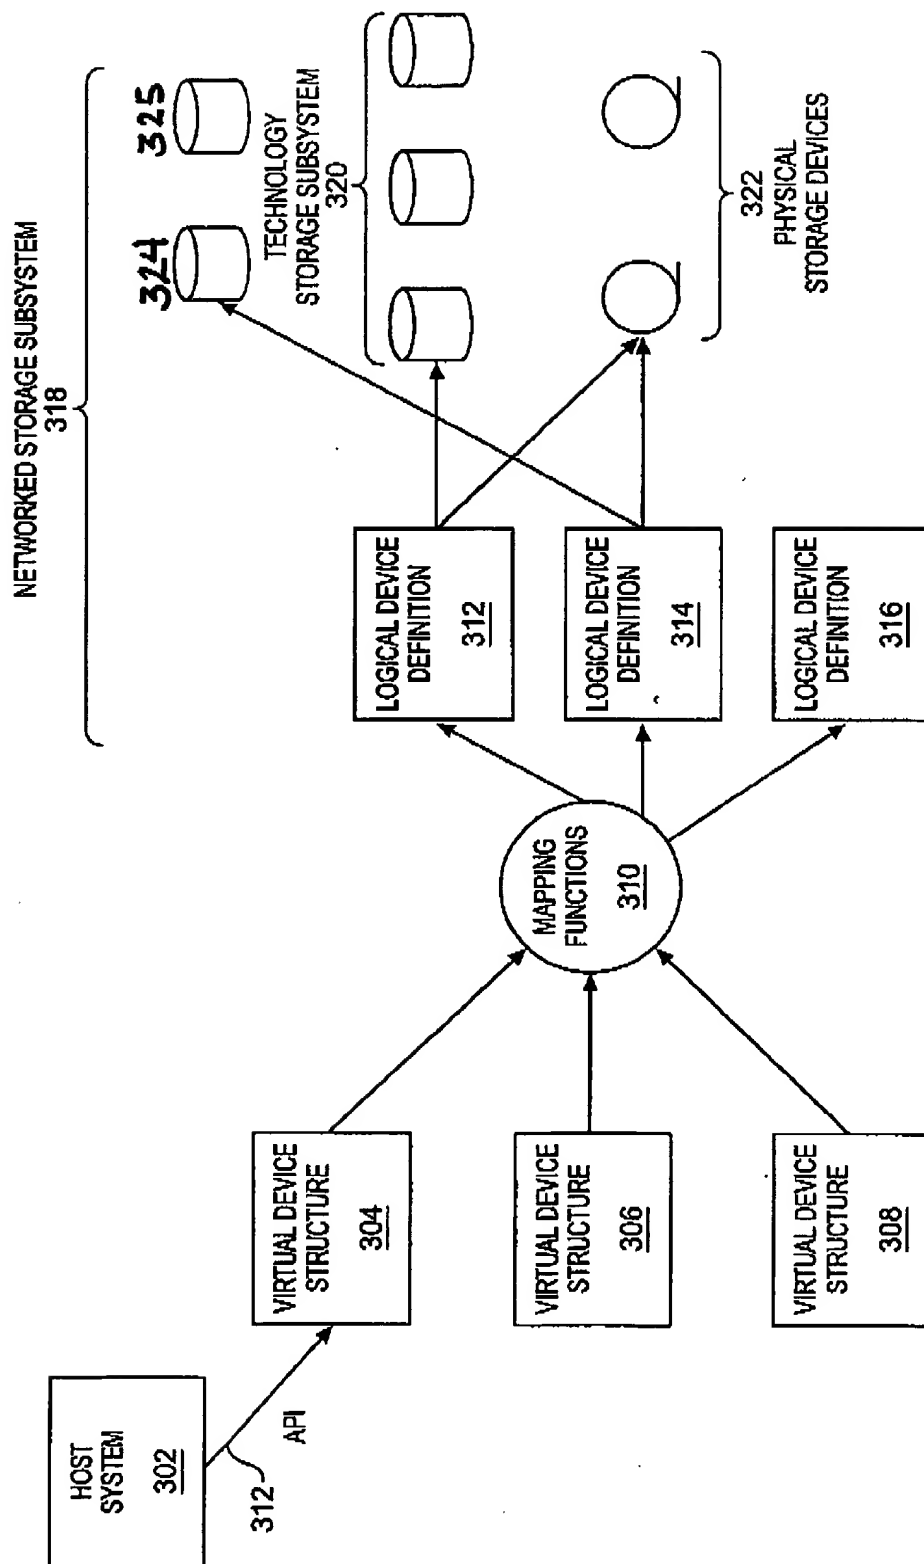 NETWORKED STORAGE SUBSYSTEM
318
324
325
TECHNOLOGY
STORAGE SUBSYSTEM
320
322
PHYSICAL
STORAGE DEVICES
HOST
SYSTEM
302
312
API
VIRTUAL DEVICE
STRUCTURE
304
VIRTUAL DEVICE
STRUCTURE
306
VIRTUAL DEVICE
STRUCTURE
308
MAPPING
FUNCTIONS
310
LOGICAL DEVICE
DEFINITION
312
LOGICAL DEVICE
DEFINITION
314
LOGICAL DEVICE
DEFINITION
316